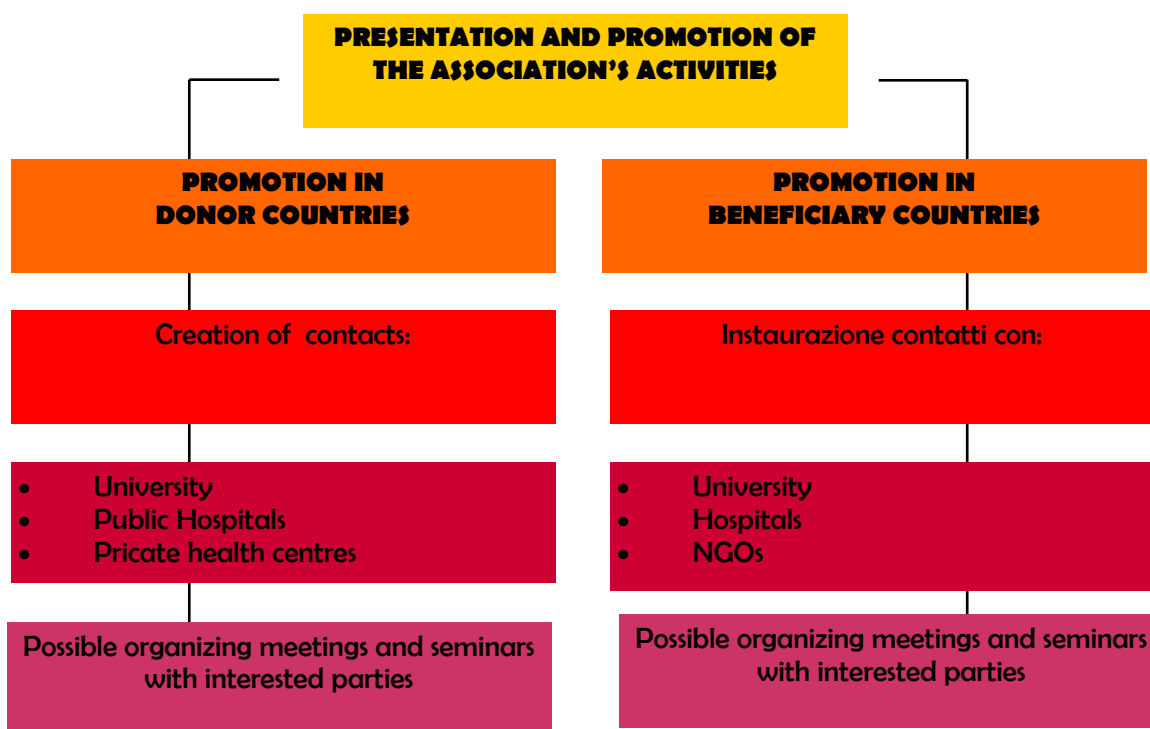 PRESENTATION AND PROMOTION OF
THE ASSOCIATION'S ACTIVITIES
PROMOTION IN
DONOR COUNTRIES
Creation of  contacts:
• University
• Public Hospitals
• Pricate health centres
Possible organizing meetings and seminars
with interested parties
PROMOTION IN
BENEFICIARY COUNTRIES
Instaurazione contatti con:
• University
• Hospitals
• NGOs
Possible organizing meetings and seminars
with interested parties